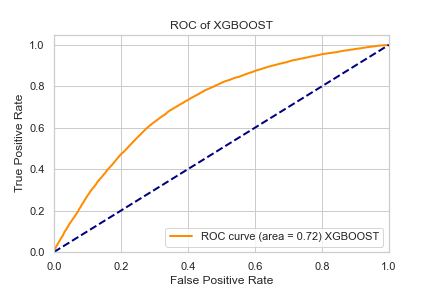 ROC of XGBOOST
1.0
0.8
0.6
0.4
0.2
0.0
True Positive Rate
ROC curve (area = 0.72) XGBOOST
0.0 0.2 0.4 0.6 0.8 1.0
False Positive Rate